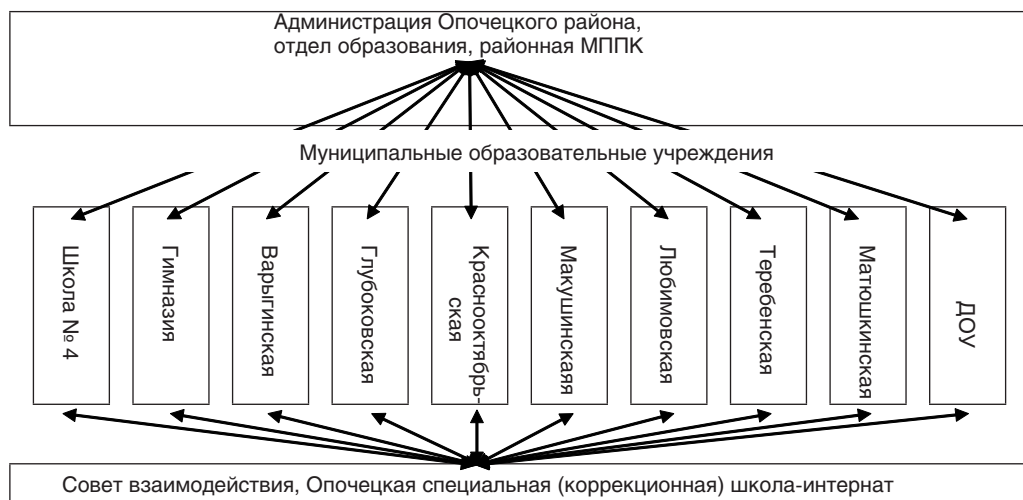 Администрация Опочецкого района,
отдел образования, районная МППК
Муниципальные образовательные учреждения
Школа № 4
Гимназия
Варыгинская
Глубоковская
Краснооктябрь-
ская
Макушинскаяя
Любимовская
Теребенская
Матюшкинская
ДОУ
Совет взаимодействия, Опочецкая специальная (коррекционная) школа-интернат